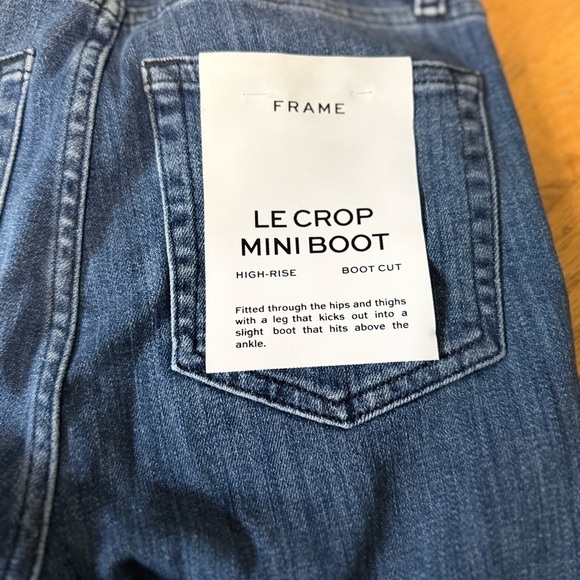 FRAME
LE CROP
MINI BOOT
HIGH-RISE BOOT CUT
Fitted through the hips and thighs
with a leg that kicks out into a
slight boot that hits above the
ankle.